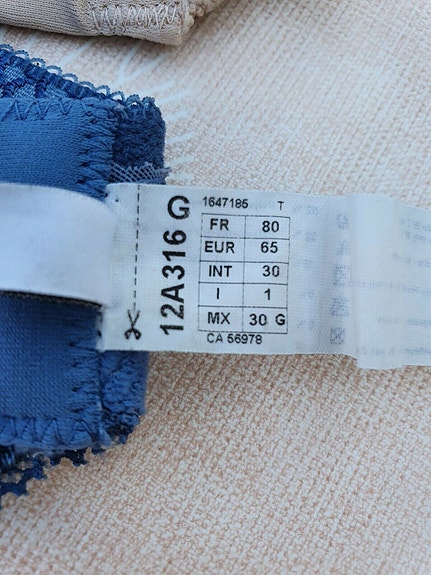 12A316 G
1647185 T
FR 80
EUR 65
INT 30
I 1
MX 30 G
CA 56978